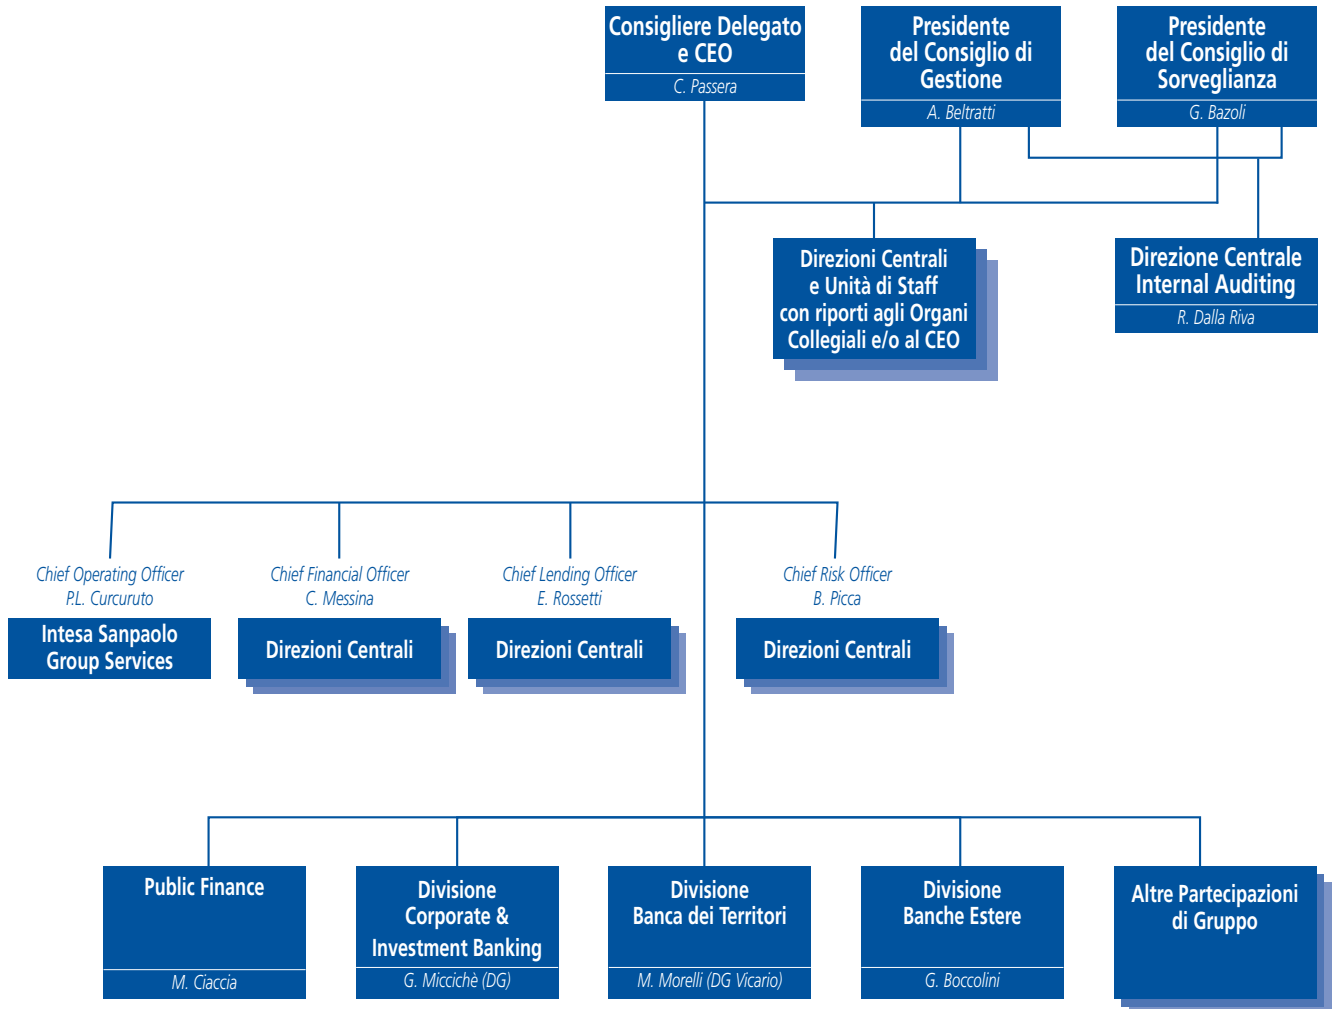 Consigliere Delegato
e CEO
C. Passera
Presidente
del Consiglio di
Gestione
A. Beltratti
Presidente
del Consiglio di
Sorveglianza
G. Bazoli
Direzioni Centrali
e Unità di Staff
con riporti agli Organi
Collegiali e/o al CEO
Direzione Centrale
Internal Auditing
R. Dalla Riva
Chief Operating Officer
P.L. Curcuruto
Intesa Sanpaolo
Group Services
Chief Financial Officer
C. Messina
Direzioni Centrali
Chief Lending Officer
E. Rossetti
Direzioni Centrali
Chief Risk Officer
B. Picca
Direzioni Centrali
Public Finance
M. Ciaccia
Divisione
Corporate &
Investment Banking
G. Miccichè (DG)
Divisione
Banca dei Territori
M. Morelli (DG Vicario)
Divisione
Banche Estere
G. Boccolini
Altre Partecipazioni
di Gruppo